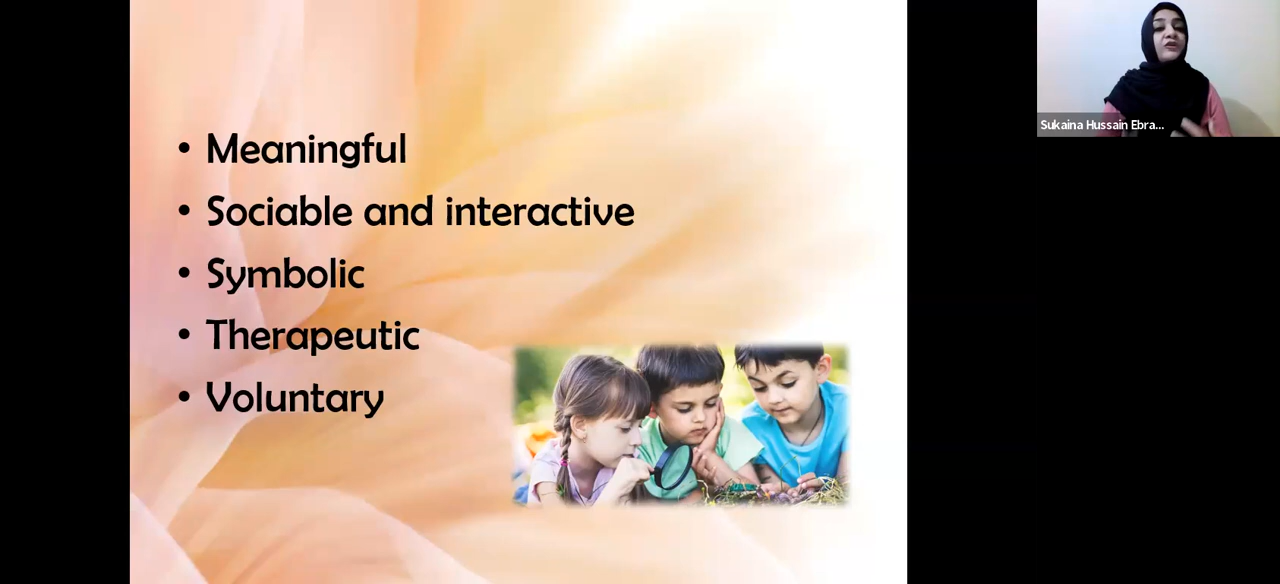 • Meaningful
• Sociable and interactive
• Symbolic
• Therapeutic
• Voluntary
Sukaina Hussain Ebra...